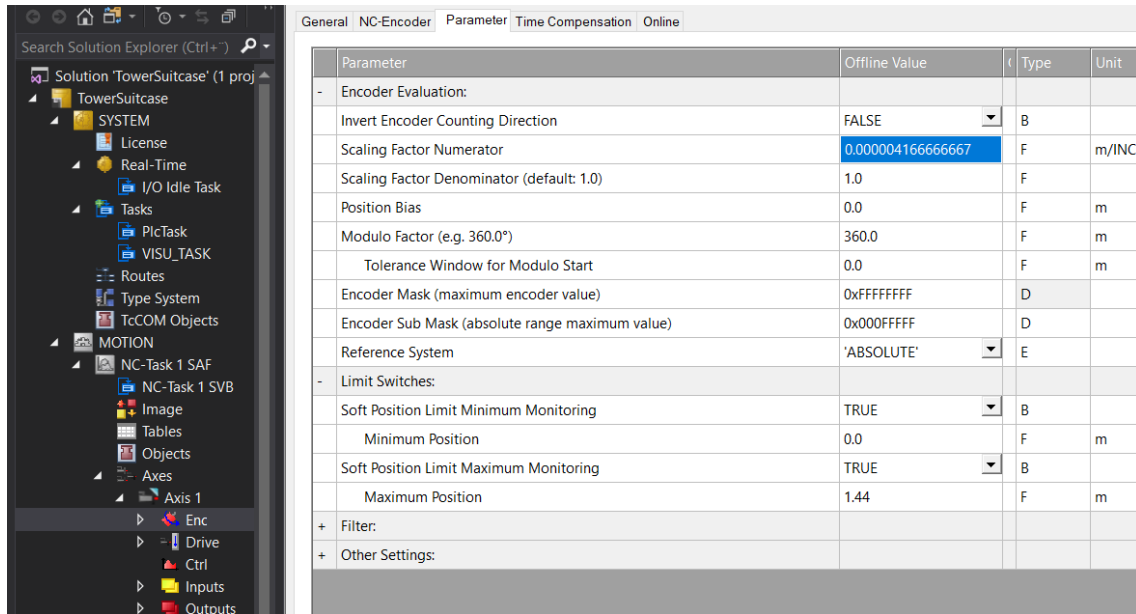 Search Solution Explorer (Ctrl+¨)
Solution 'TowerSuitcase' (1 proj
TowerSuitcase
SYSTEM
License
Real-Time
I/O Idle Task
Tasks
PlcTask
VISU_TASK
Routes
Type System
TcCOM Objects
MOTION
NC-Task 1 SAF
NC-Task 1 SVB
Image
Tables
Objects
Axes
Axis 1
Enc
Drive
Ctrl
Inputs
Outputs
General NC-Encoder Parameter Time Compensation Online
Parameter Offline Value ( Type Unit
- Encoder Evaluation:
Invert Encoder Counting Direction FALSE B
Scaling Factor Numerator 0.000004166666667 F m/INC
Scaling Factor Denominator (default: 1.0) 1.0 F
Position Bias 0.0 F m
Modulo Factor (e.g. 360.0°) 360.0 F m
Tolerance Window for Modulo Start 0.0 F m
Encoder Mask (maximum encoder value) 0xFFFFFFFF D
Encoder Sub Mask (absolute range maximum value) 0x000FFFFF D
Reference System 'ABSOLUTE' E
- Limit Switches:
Soft Position Limit Minimum Monitoring TRUE B
Minimum Position 0.0 F m
Soft Position Limit Maximum Monitoring TRUE B
Maximum Position 1.44 F m
+ Filter:
+ Other Settings: